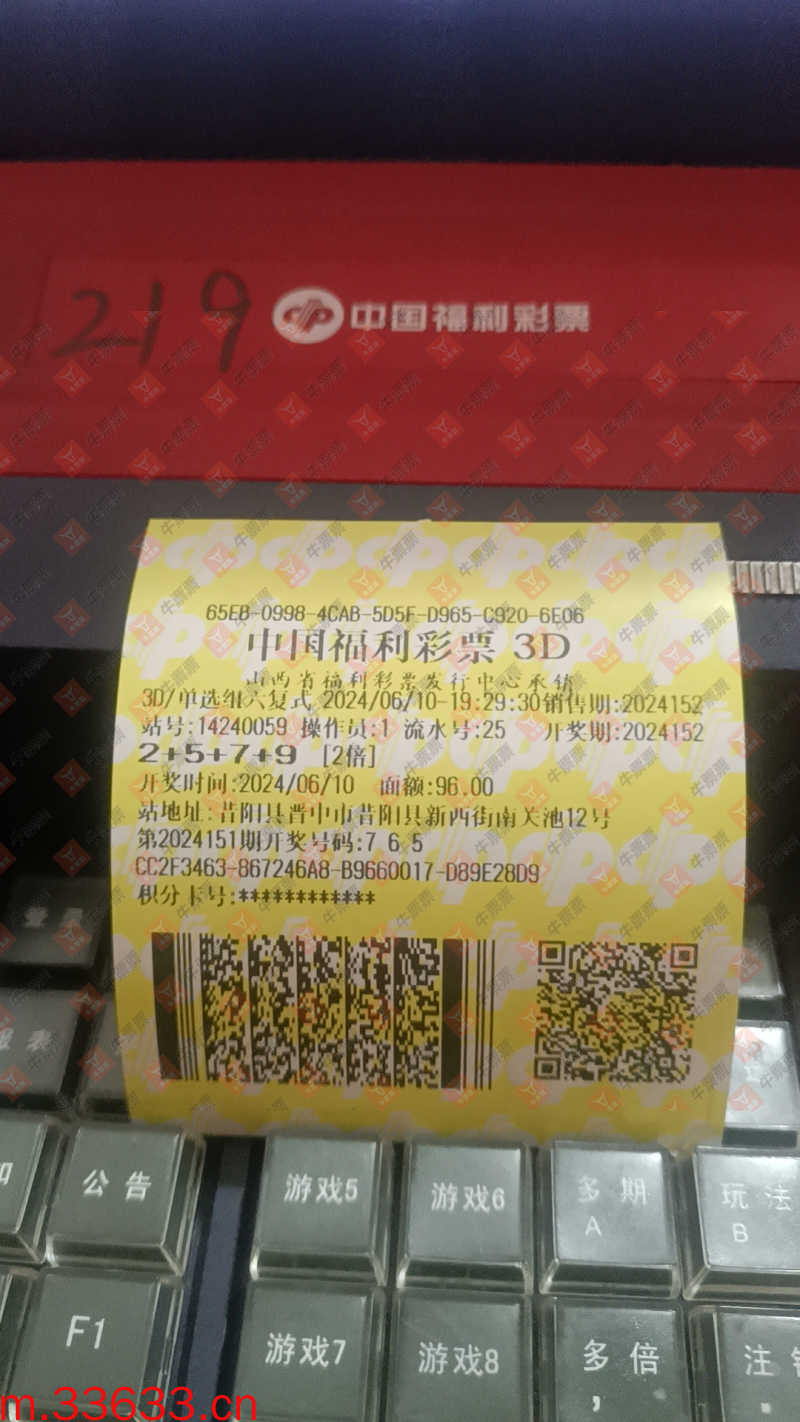 219 中国福利彩票
65EB-0998-4CAB-5D5F-D965-C920-6E06
中国福利彩票 3D
山西省福利彩票发行中心承销
3D/单选组六复式 2024/06/10-19:29:30销售期:2024152
站号:14240059 操作员:1 流水号:25 开奖期:2024152
2+5+7+9 [2倍]
开奖时间:2024/06/10 面额:96.00
站地址:昔阳县晋中市昔阳县新西街南关池12号
第2024151期开奖号码:7 6 5
CC2F3463-867246A8-B9660017-D89E28D9
积分卡号:************
公告
游戏5
游戏6
多期
A
玩法
B
F1
游戏7
游戏8
多倍
,
注
m.33633.cn
牛票票